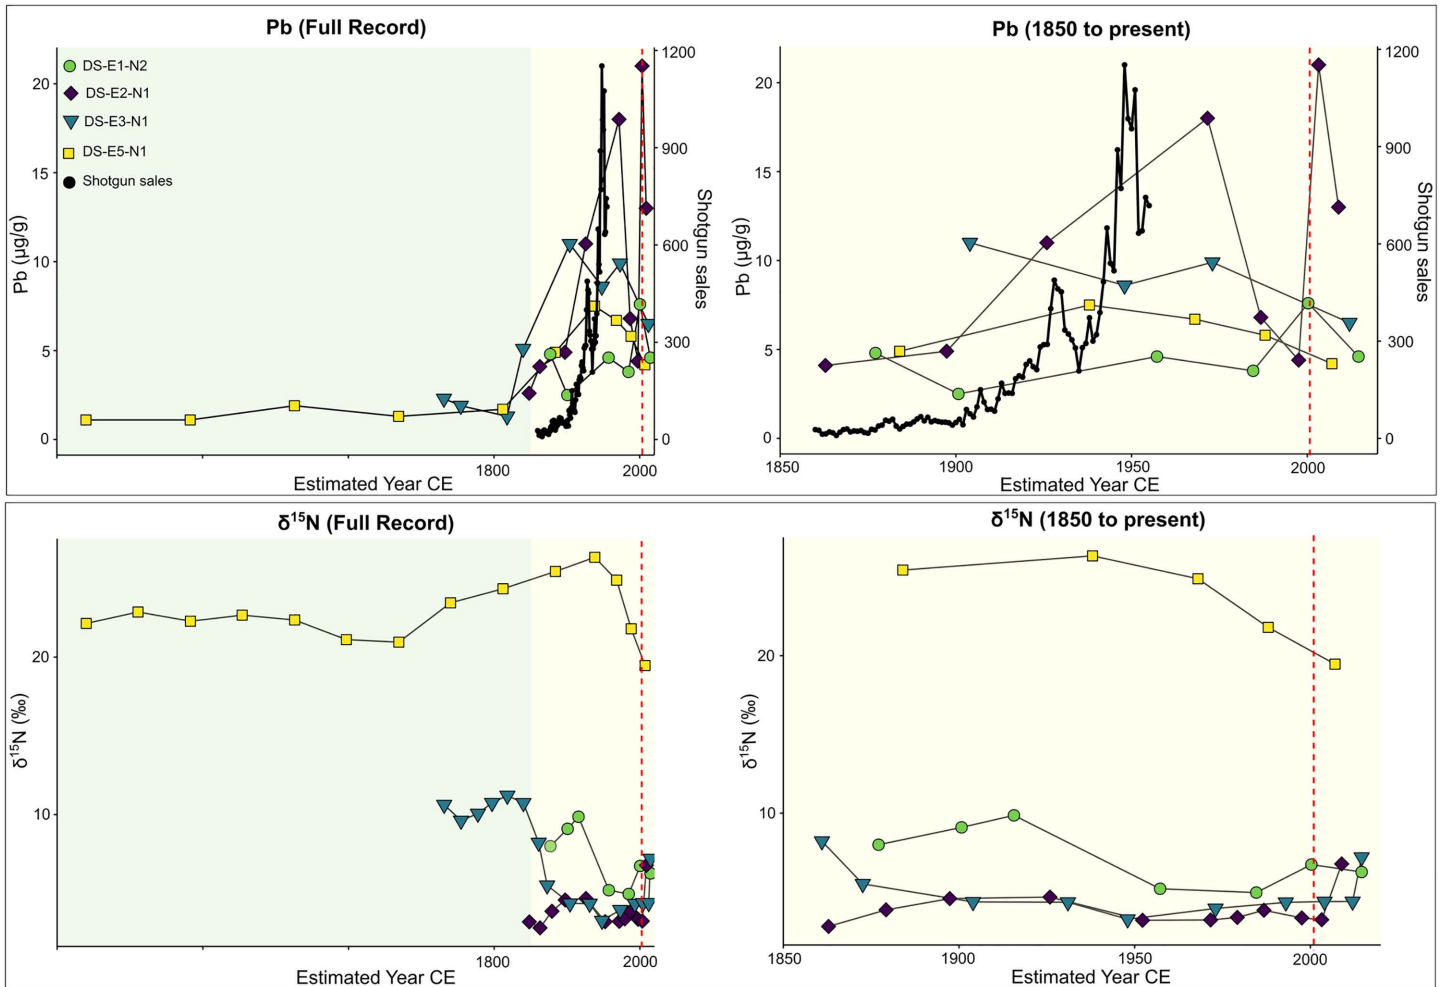 Pb (Full Record)
DS-E1-N2
DS-E2-N1
DS-E3-N1
DS-E5-N1
Shotgun sales
Pb (µg/g)
20
15
10
5
0
1200
900
600
300
0
Shotgun sales
1800
2000
Estimated Year CE
Pb (1850 to present)
Pb (µg/g)
20
15
10
5
0
1200
900
600
300
0
Shotgun sales
1850
1900
1950
2000
Estimated Year CE
δ¹⁵N (Full Record)
δ¹⁵N (‰)
20
10
1800
2000
Estimated Year CE
δ¹⁵N (1850 to present)
δ¹⁵N (‰)
20
10
1850
1900
1950
2000
Estimated Year CE